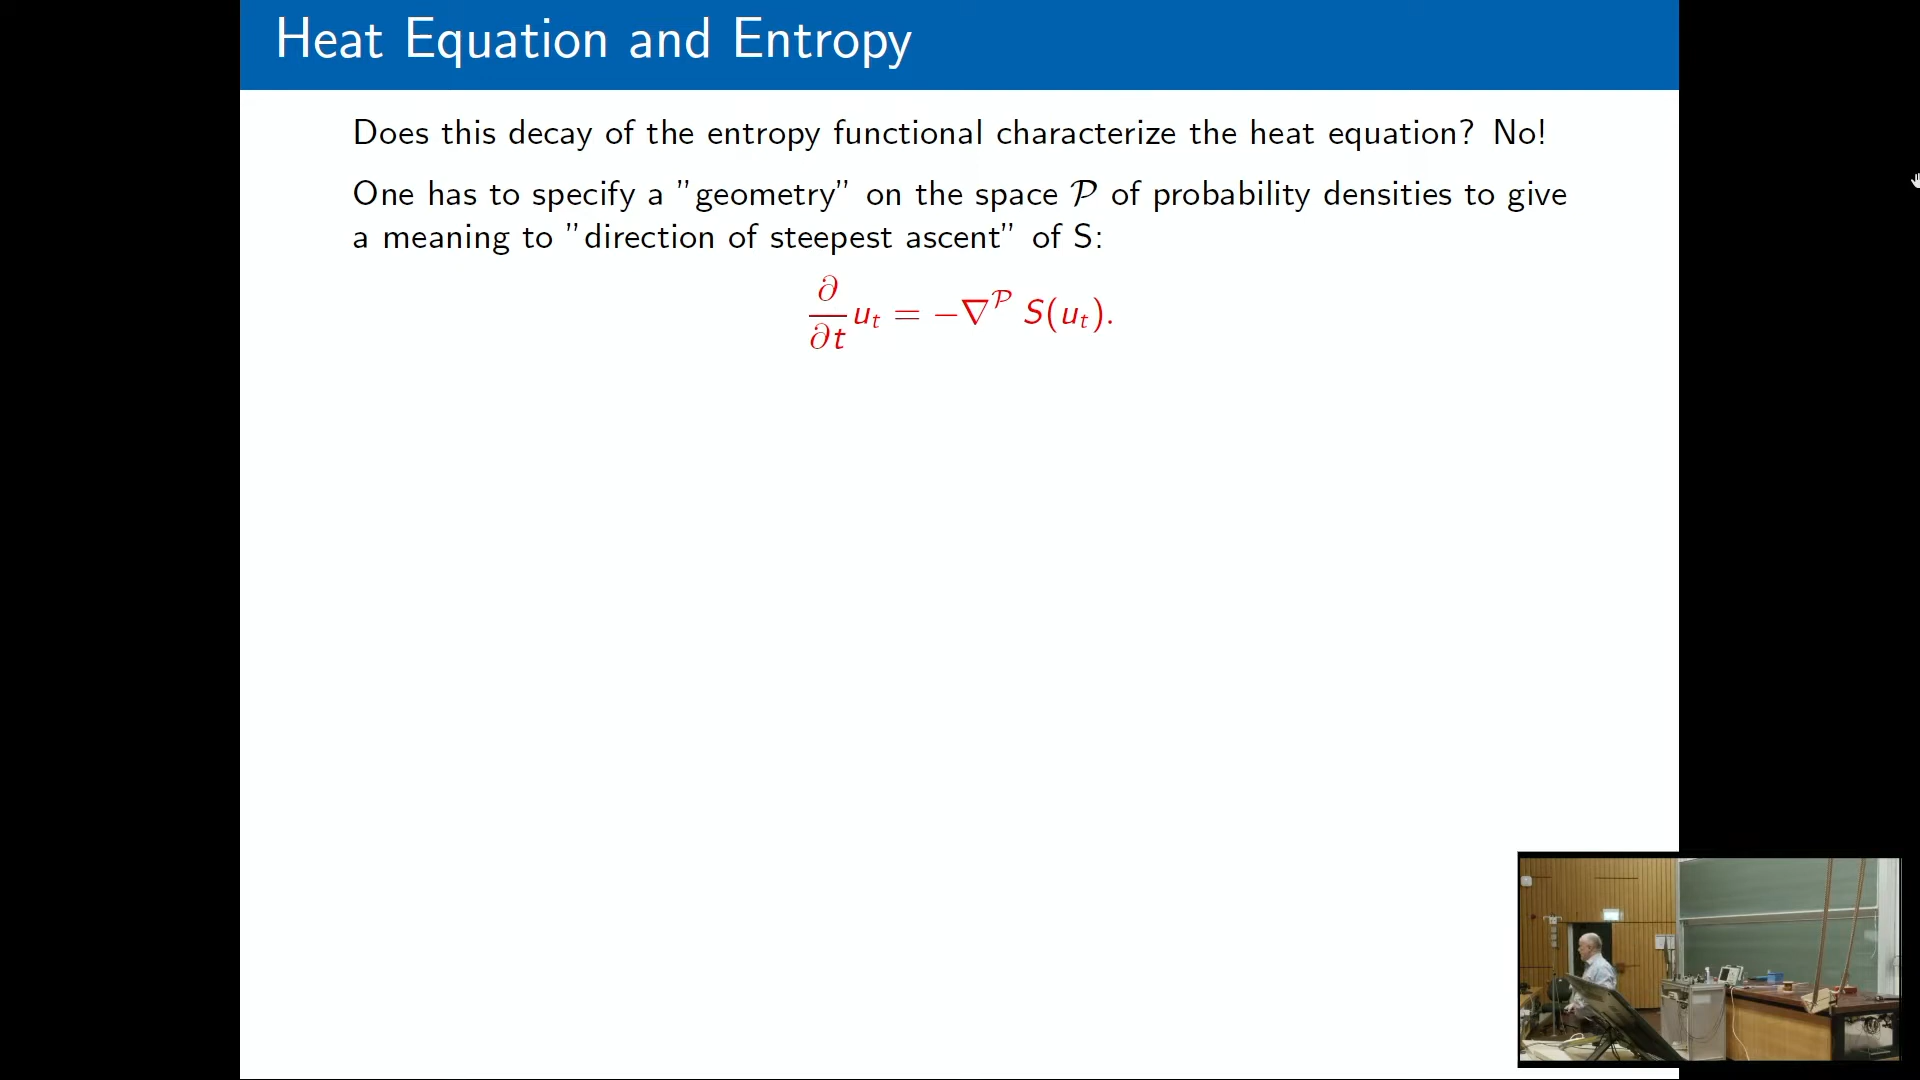 Heat Equation and Entropy
Does this decay of the entropy functional characterize the heat equation? No!
One has to specify a ”geometry” on the space 𝒫 of probability densities to give
a meaning to ”direction of steepest ascent” of S:
∂/∂t u_t = −∇^𝒫 S(u_t).